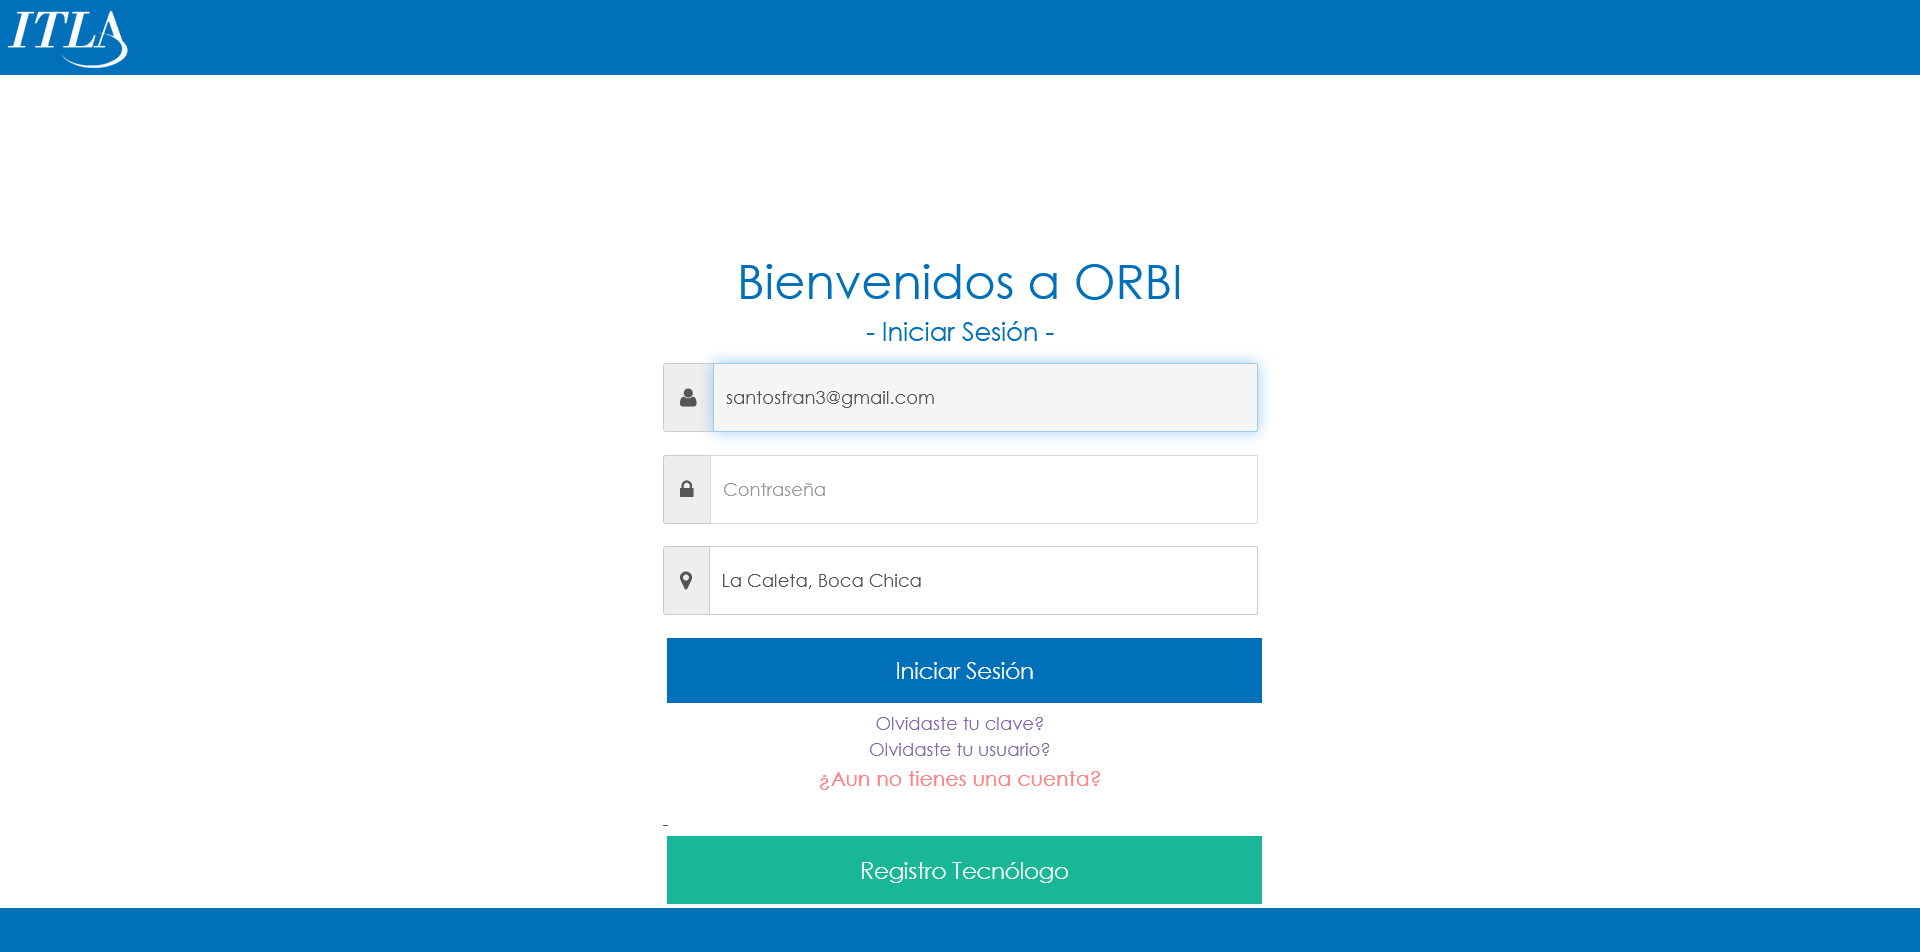 ITLA
Bienvenidos a ORBI
- Iniciar Sesión -
santosfran3@gmail.com
Contraseña
La Caleta, Boca Chica
Iniciar Sesión
Olvidaste tu clave?
Olvidaste tu usuario?
¿Aun no tienes una cuenta?
-
Registro Tecnólogo